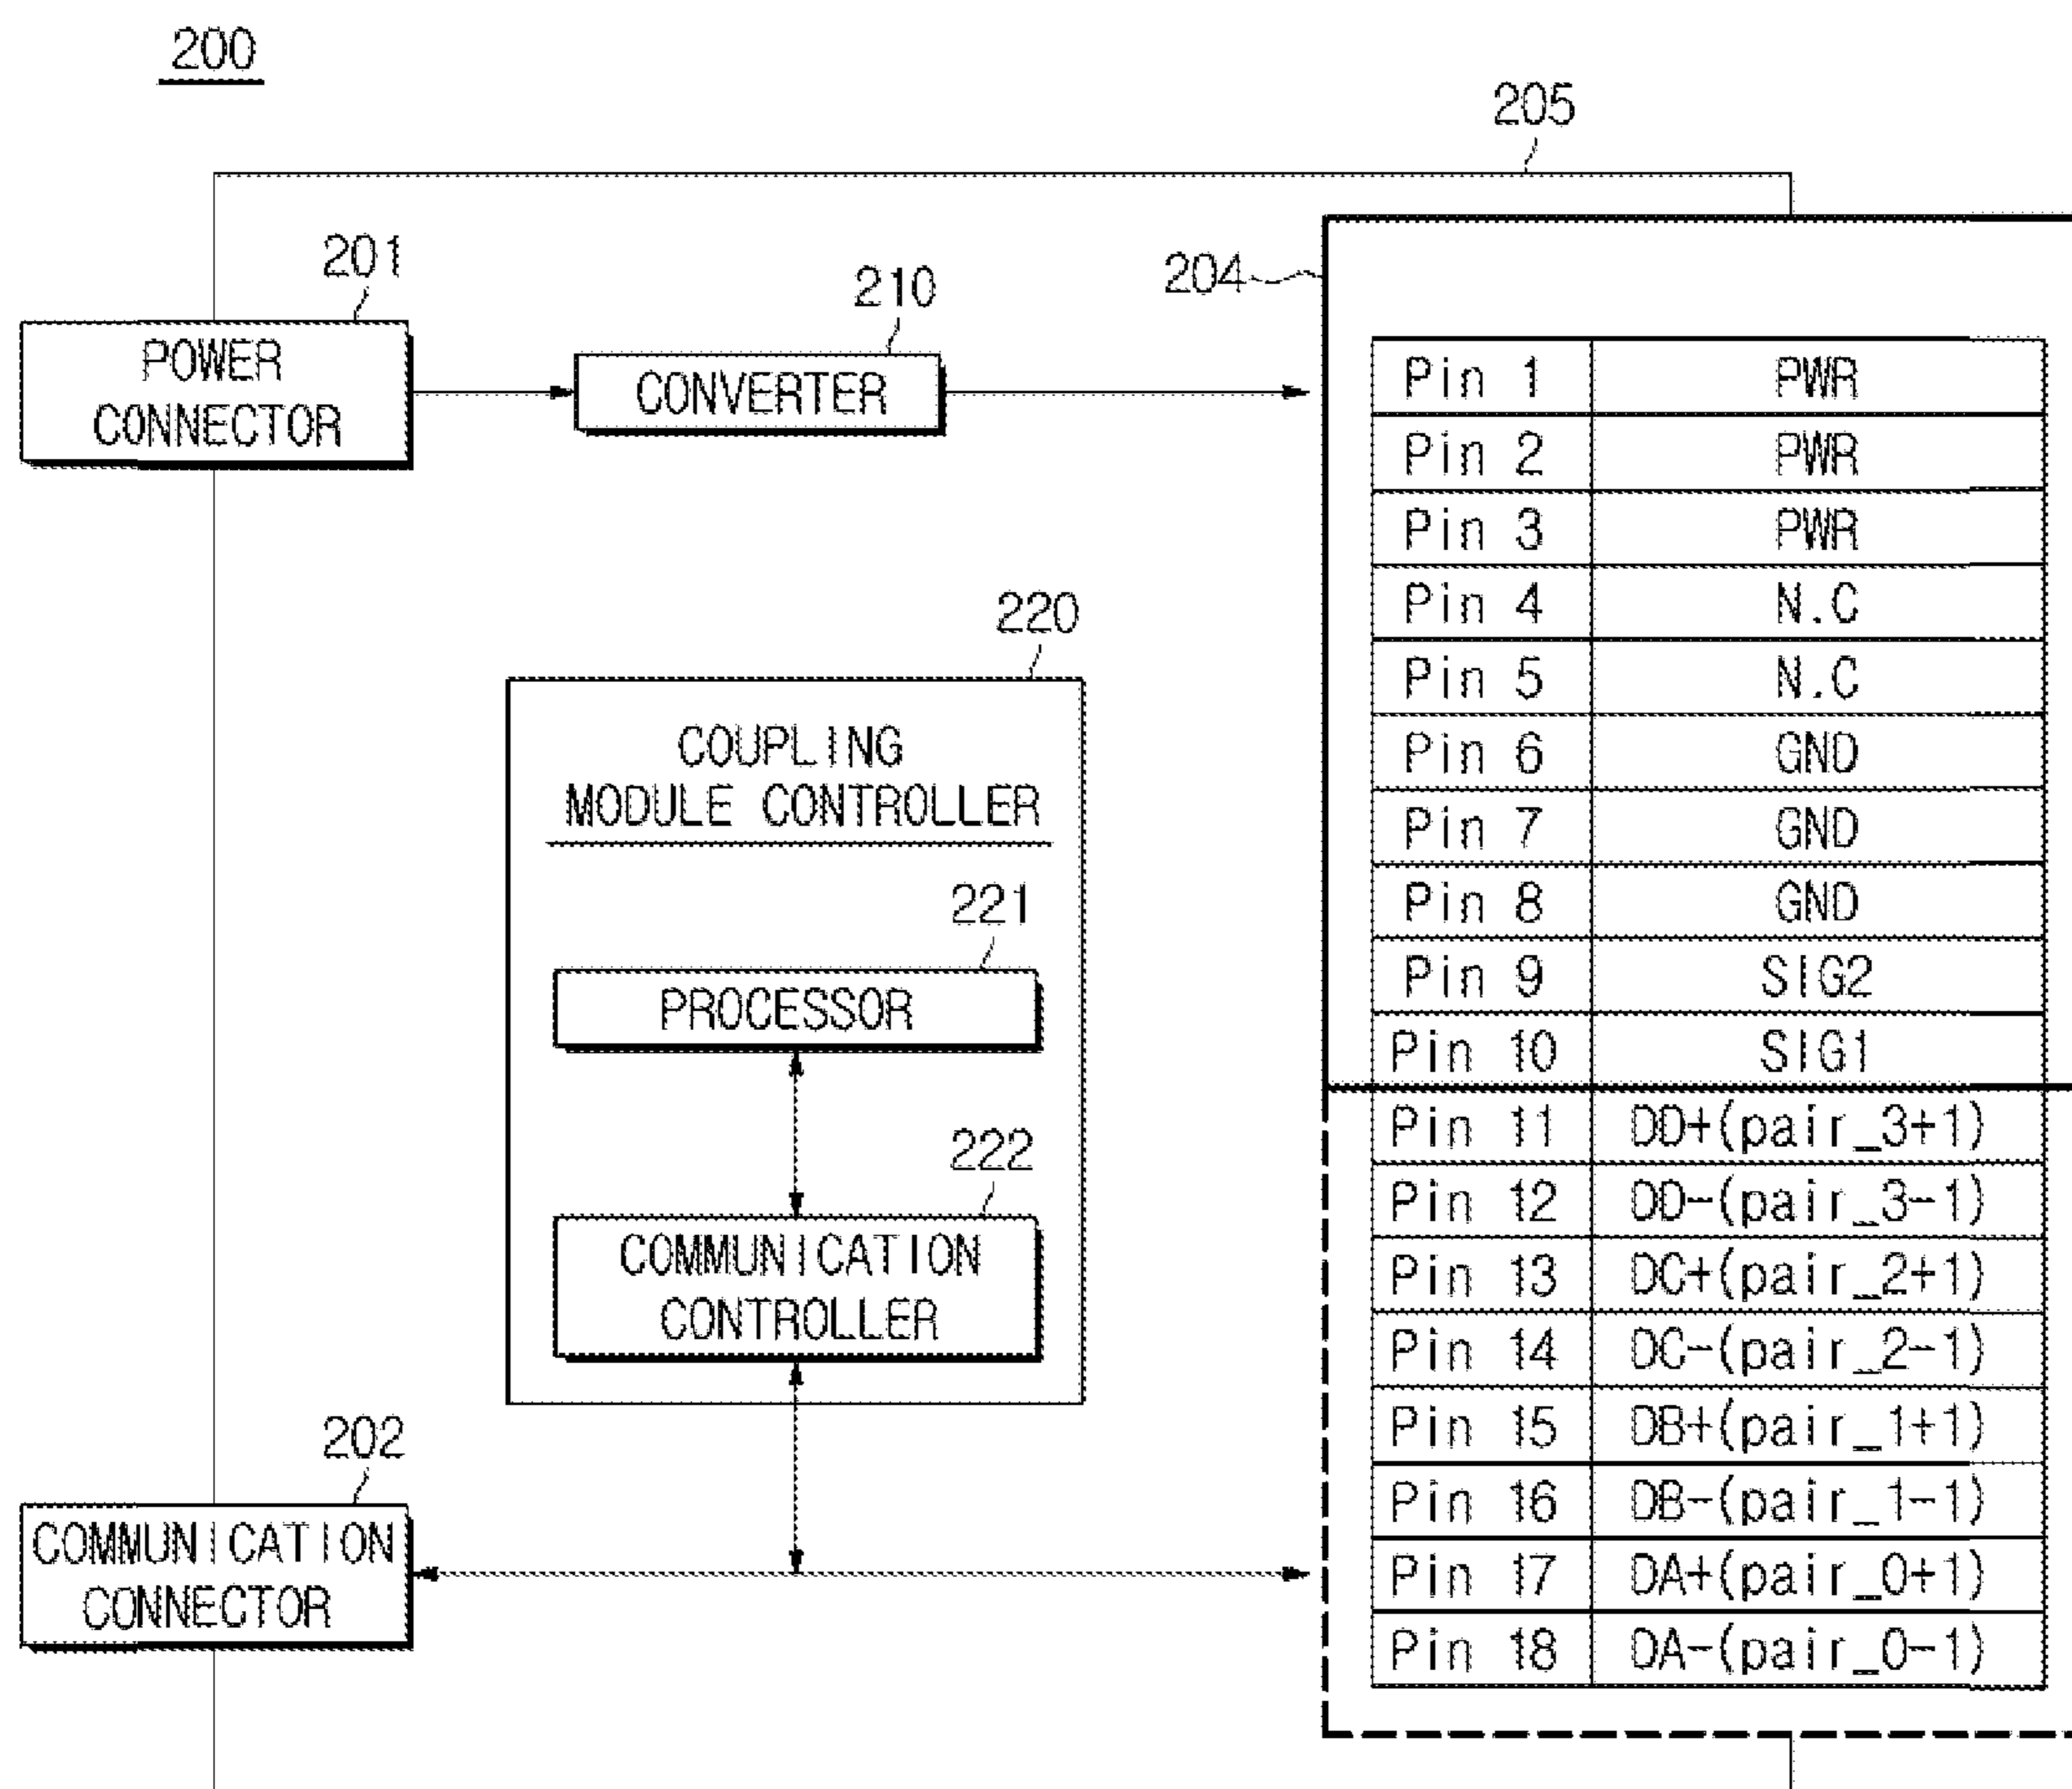 200
205
201
210
204
POWER
CONNECTOR
CONVERTER
Pin 1 PWR
Pin 2 PWR
Pin 3 PWR
Pin 4 N.C
Pin 5 N.C
Pin 6 GND
Pin 7 GND
Pin 8 GND
Pin 9 SIG2
Pin 10 SIG1
Pin 11 DD+(pair_3+1)
Pin 12 DD-(pair_3-1)
Pin 13 DC+(pair_2+1)
Pin 14 DC-(pair_2-1)
Pin 15 DB+(pair_1+1)
Pin 16 DB-(pair_1-1)
Pin 17 DA+(pair_0+1)
Pin 18 DA-(pair_0-1)
220
COUPLING
MODULE CONTROLLER
221
PROCESSOR
222
COMMUNICATION
CONTROLLER
202
COMMUNICATION
CONNECTOR